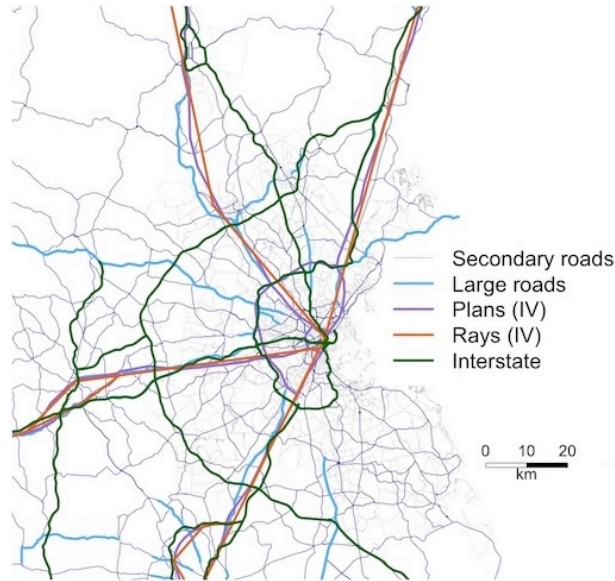 Secondary roads
Large roads
Plans (IV)
Rays (IV)
Interstate
0 10 20
km